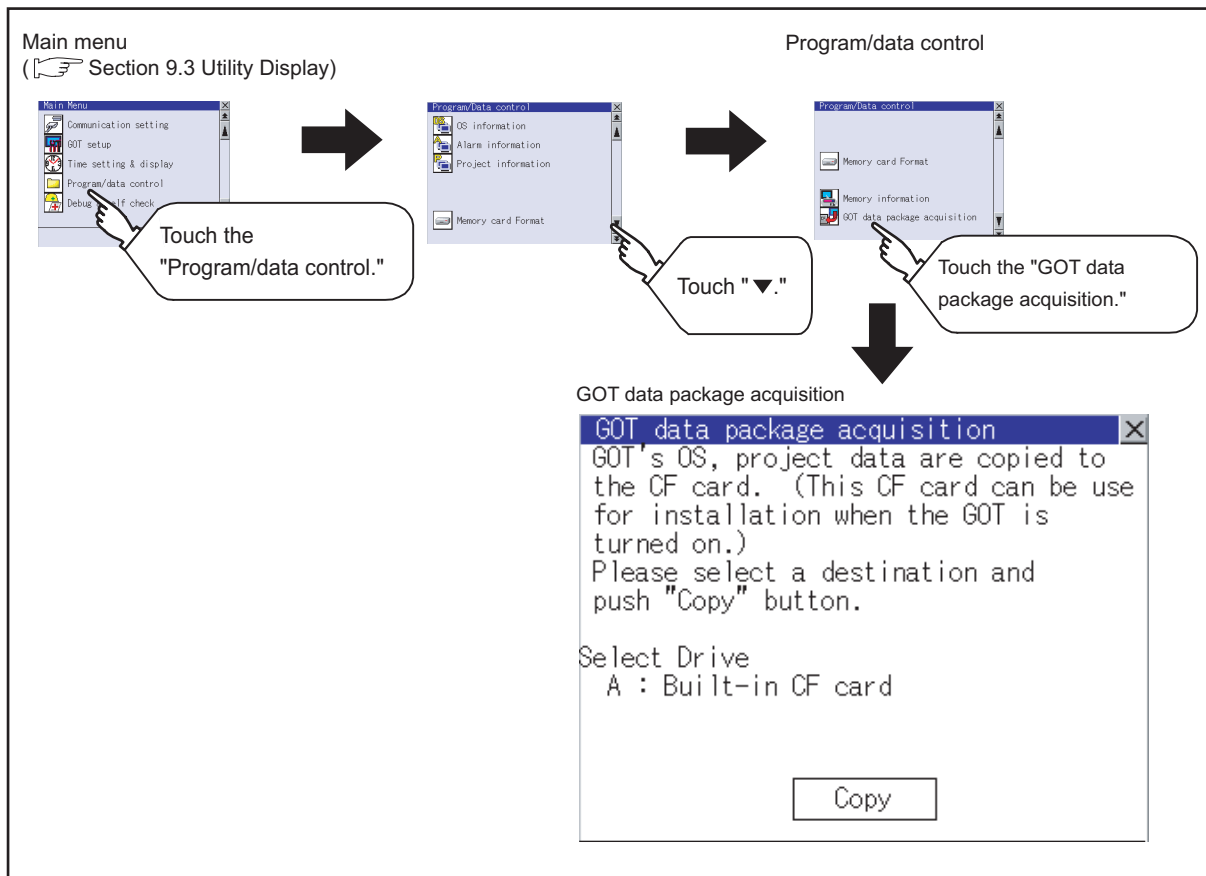 Main menu
( Section 9.3 Utility Display)
Program/data control
Main Menu
Communication setting
GOT setup
Time setting & display
Program/data control
Debug self check
Touch the
"Program/data control."
Program/Data control
OS information
Alarm information
Project information
Memory card Format
Touch "▼."
Program/Data control
Memory card Format
Memory information
GOT data package acquisition
Touch the "GOT data
package acquisition."
GOT data package acquisition
GOT data package acquisition
GOT's OS, project data are copied to
the CF card. (This CF card can be use
for installation when the GOT is
turned on.)
Please select a destination and
push "Copy" button.
Select Drive
A : Built-in CF card
Copy